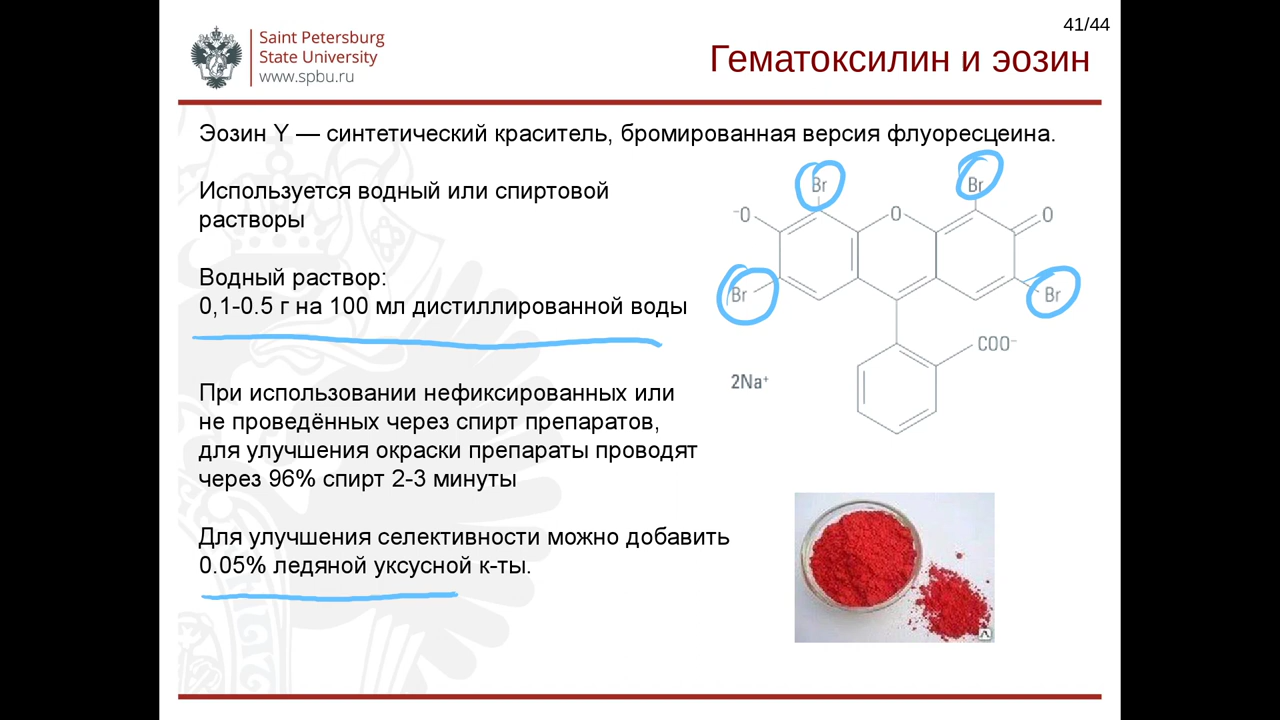 41/44
Saint Petersburg
State University
www.spbu.ru
Гематоксилин и эозин
Эозин Y — синтетический краситель, бромированная версия флуоресцеина.
Используется водный или спиртовой
растворы
Водный раствор:
0,1-0.5 г на 100 мл дистиллированной воды
При использовании нефиксированных или
не проведённых через спирт препаратов,
для улучшения окраски препараты проводят
через 96% спирт 2-3 минуты
Для улучшения селективности можно добавить
0.05% ледяной уксусной к-ты.
Br Br
⁻O O O
Br Br
COO⁻
2Na⁺